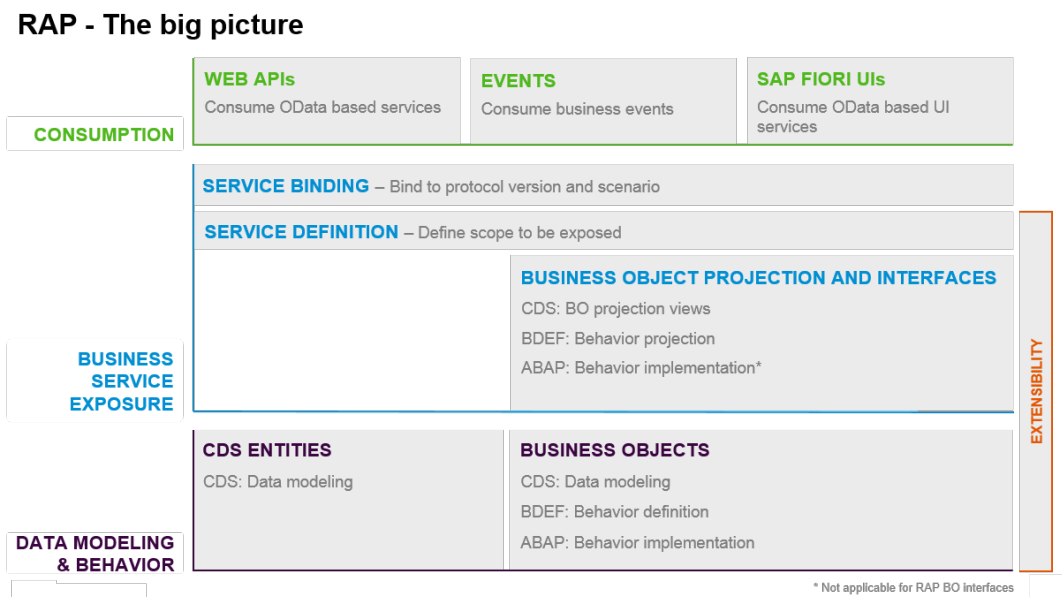 RAP - The big picture
WEB APIs
Consume OData based services
EVENTS
Consume business events
SAP FIORI UIs
Consume OData based UI
services
CONSUMPTION
SERVICE BINDING – Bind to protocol version and scenario
SERVICE DEFINITION – Define scope to be exposed
BUSINESS OBJECT PROJECTION AND INTERFACES
CDS: BO projection views
BDEF: Behavior projection
ABAP: Behavior implementation*
BUSINESS
SERVICE
EXPOSURE
EXTENSIBILITY
CDS ENTITIES
CDS: Data modeling
BUSINESS OBJECTS
CDS: Data modeling
BDEF: Behavior definition
ABAP: Behavior implementation
DATA MODELING
& BEHAVIOR
* Not applicable for RAP BO interfaces